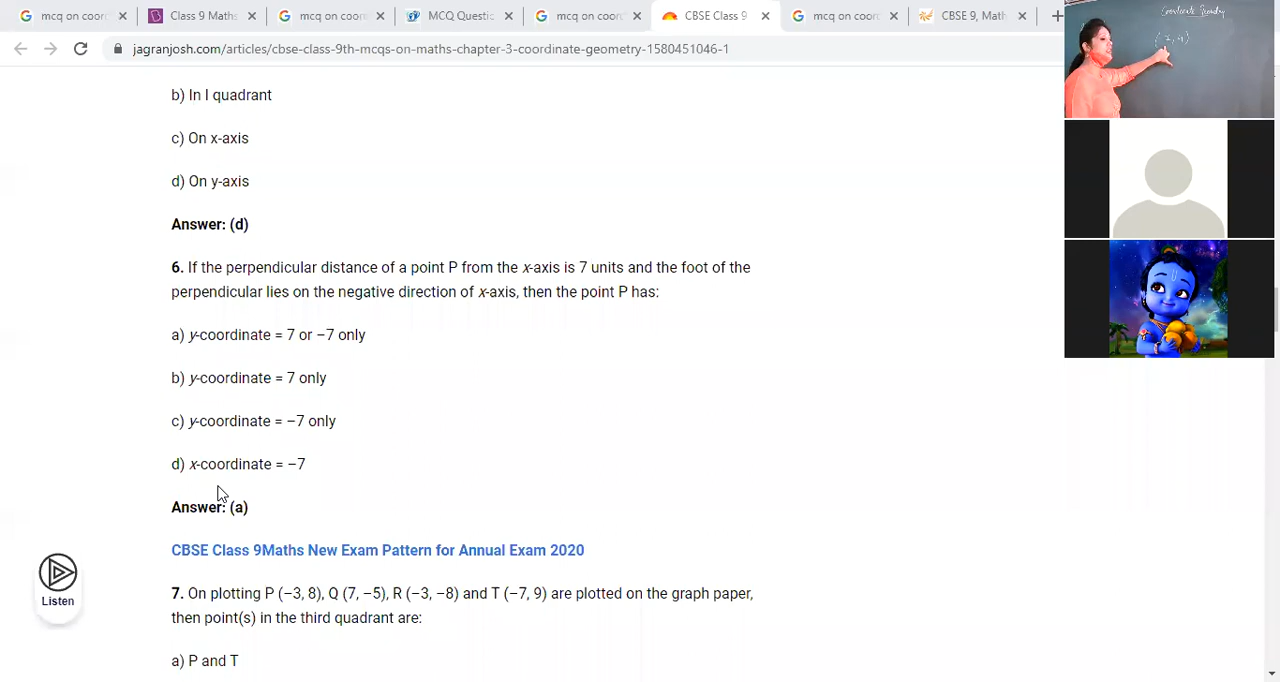 mcq on coor
Class 9 Maths
mcq on coor
MCQ Questic
mcq on coor
CBSE Class 9
mcq on coor
CBSE 9, Math
jagranjosh.com/articles/cbse-class-9th-mcqs-on-maths-chapter-3-coordinate-geometry-1580451046-1
Coordinate Geometry
b) In I quadrant
c) On x-axis
d) On y-axis
Answer: (d)
6. If the perpendicular distance of a point P from the x-axis is 7 units and the foot of the
perpendicular lies on the negative direction of x-axis, then the point P has:
a) y-coordinate = 7 or −7 only
b) y-coordinate = 7 only
c) y-coordinate = −7 only
d) x-coordinate = −7
Answer: (a)
CBSE Class 9Maths New Exam Pattern for Annual Exam 2020
Listen
7. On plotting P (−3, 8), Q (7, −5), R (−3, −8) and T (−7, 9) are plotted on the graph paper,
then point(s) in the third quadrant are:
a) P and T